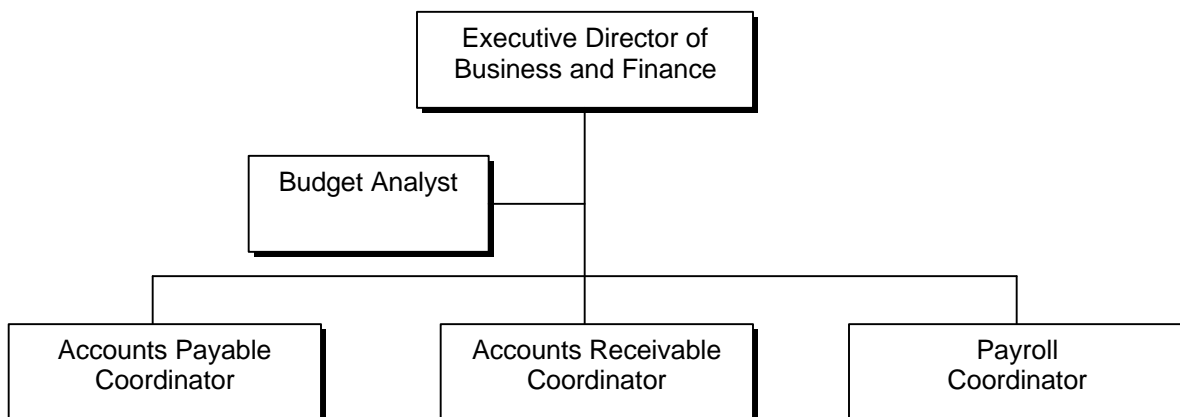 Executive Director of
Business and Finance
Budget Analyst
Accounts Payable
Coordinator
Accounts Receivable
Coordinator
Payroll
Coordinator